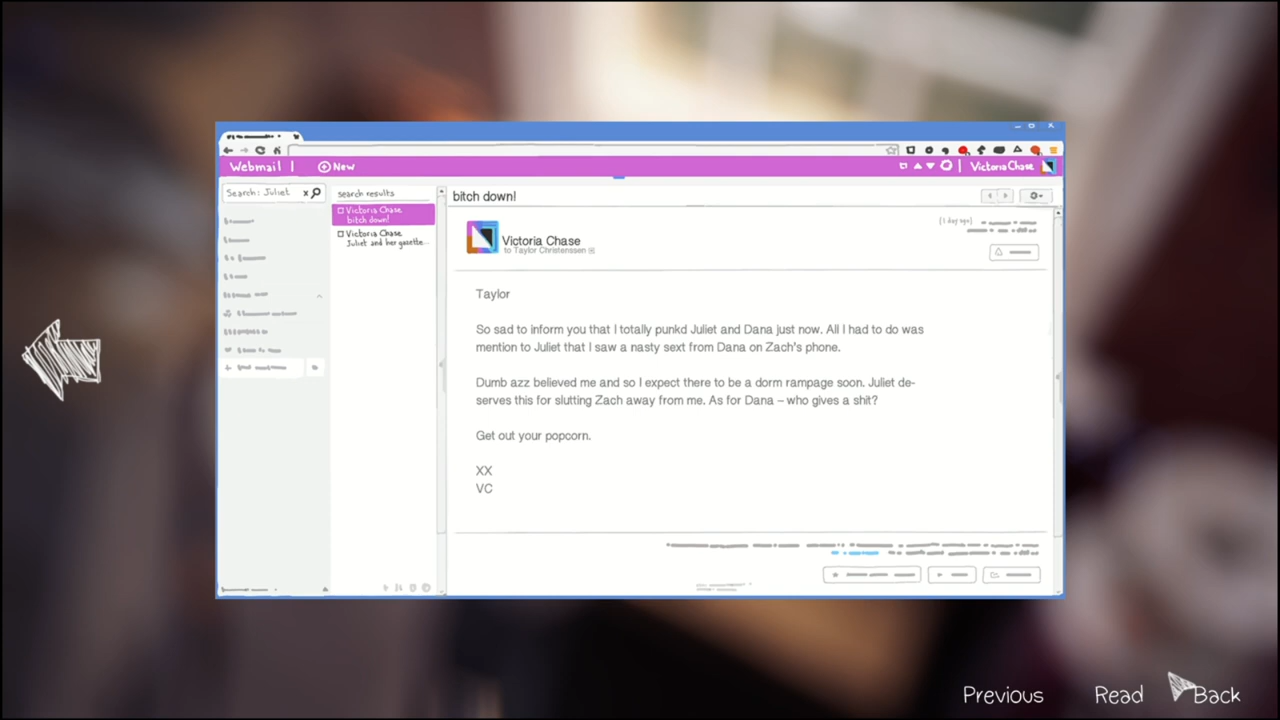 Webmail |
New
Victoria Chase
Search: Juliet x
search results
bitch down!
Victoria Chase
bitch down!
Victoria Chase
Juliet and her gazette...
(1 day ago)
Victoria Chase
to Taylor Christenssen
Taylor
So sad to inform you that I totally punkd Juliet and Dana just now. All I had to do was
mention to Juliet that I saw a nasty sext from Dana on Zach's phone.
Dumb azz believed me and so I expect there to be a dorm rampage soon. Juliet de-
serves this for slutting Zach away from me. As for Dana – who gives a shit?
Get out your popcorn.
XX
VC
Previous Read Back